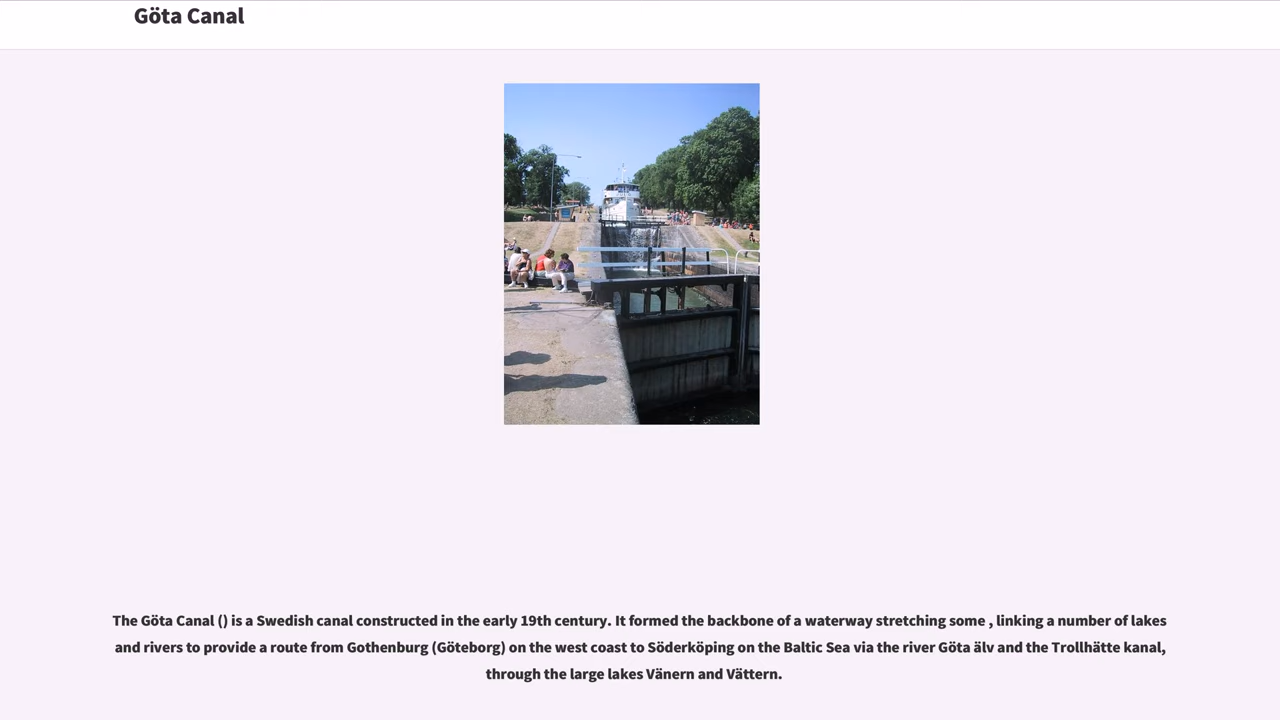 Göta Canal
The Göta Canal () is a Swedish canal constructed in the early 19th century. It formed the backbone of a waterway stretching some , linking a number of lakes
and rivers to provide a route from Gothenburg (Göteborg) on the west coast to Söderköping on the Baltic Sea via the river Göta älv and the Trollhätte kanal,
through the large lakes Vänern and Vättern.